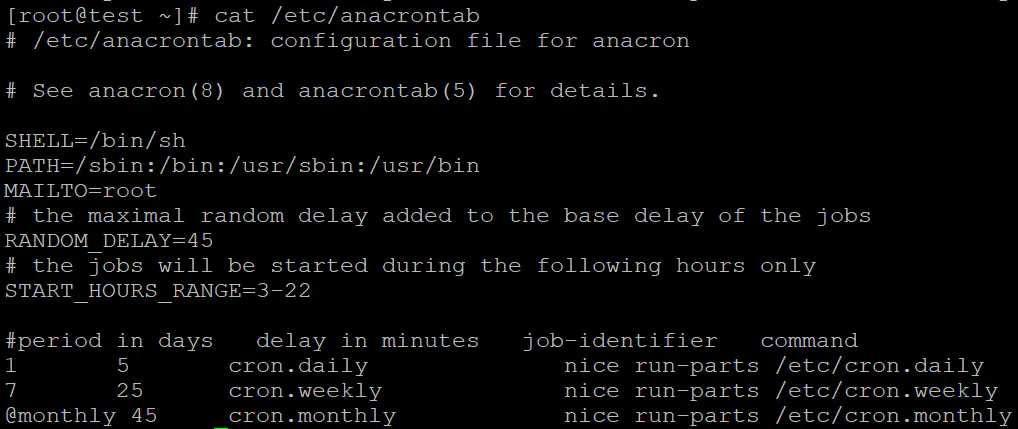 [root@test ~]# cat /etc/anacrontab
# /etc/anacrontab: configuration file for anacron
# See anacron(8) and anacrontab(5) for details.
SHELL=/bin/sh
PATH=/sbin:/bin:/usr/sbin:/usr/bin
MAILTO=root
# the maximal random delay added to the base delay of the jobs
RANDOM_DELAY=45
# the jobs will be started during the following hours only
START_HOURS_RANGE=3-22
#period in days   delay in minutes   job-identifier   command
1       5       cron.daily              nice run-parts /etc/cron.daily
7       25      cron.weekly             nice run-parts /etc/cron.weekly
@monthly 45     cron.monthly            nice run-parts /etc/cron.monthly